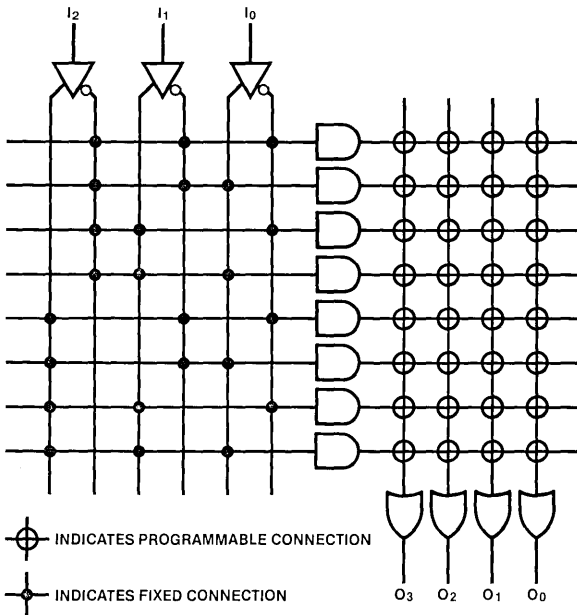 I2 I1 I0
INDICATES PROGRAMMABLE CONNECTION
INDICATES FIXED CONNECTION
O3 O2 O1 O0